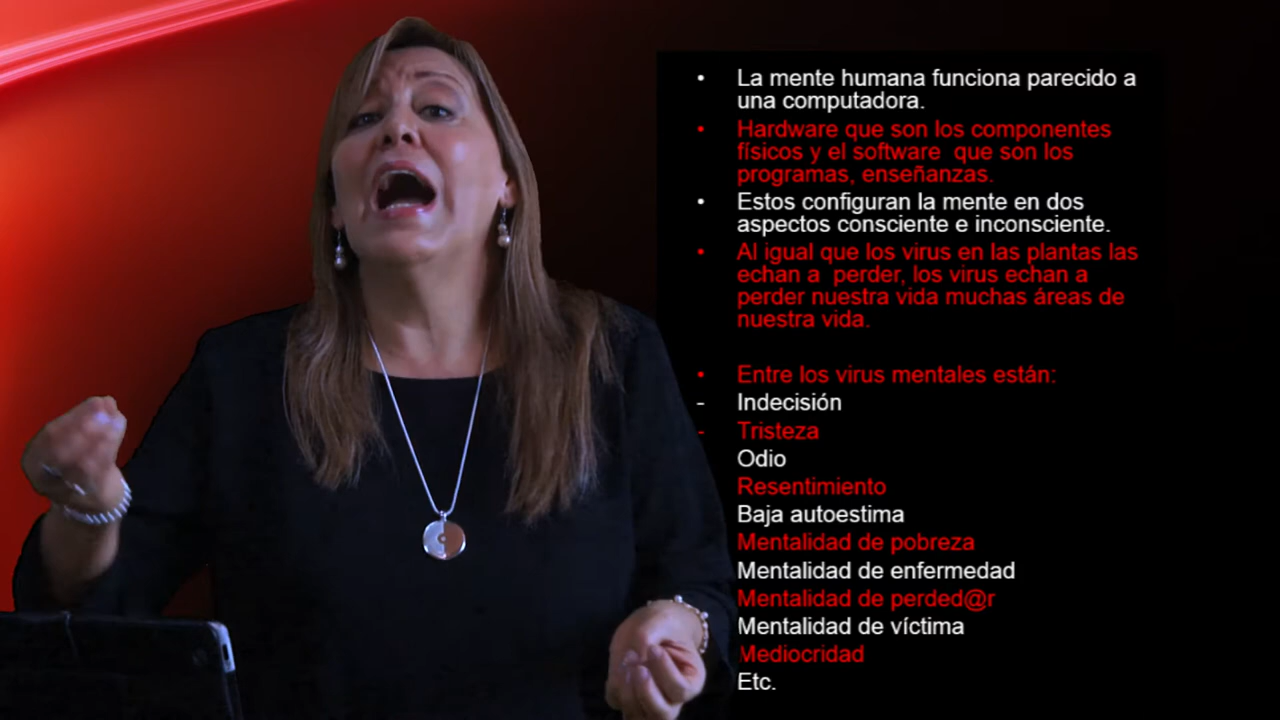 • La mente humana funciona parecido a
una computadora.
• Hardware que son los componentes
físicos y el software  que son los
programas, enseñanzas.
• Estos configuran la mente en dos
aspectos consciente e inconsciente.
• Al igual que los virus en las plantas las
echan a  perder, los virus echan a
perder nuestra vida muchas áreas de
nuestra vida.
• Entre los virus mentales están:
- Indecisión
- Tristeza
Odio
Resentimiento
Baja autoestima
Mentalidad de pobreza
Mentalidad de enfermedad
Mentalidad de perded@r
Mentalidad de víctima
Mediocridad
Etc.